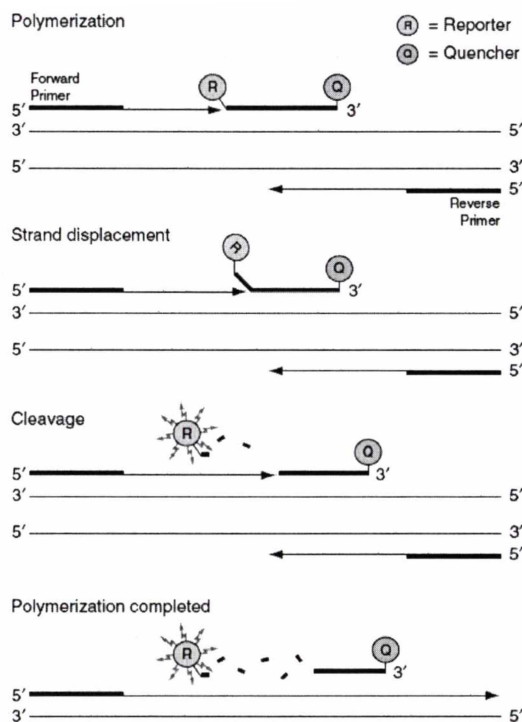 Polymerization
R = Reporter
Q = Quencher
Forward
Primer
R Q
5′ 3′
3′ 5′
5′ 3′
5′
Reverse
Primer
Strand displacement
R Q
5′ 3′
3′ 5′
5′ 3′
5′
Cleavage
R Q
5′ 3′
3′ 5′
5′ 3′
5′
Polymerization completed
R Q
3′
5′
3′ 5′